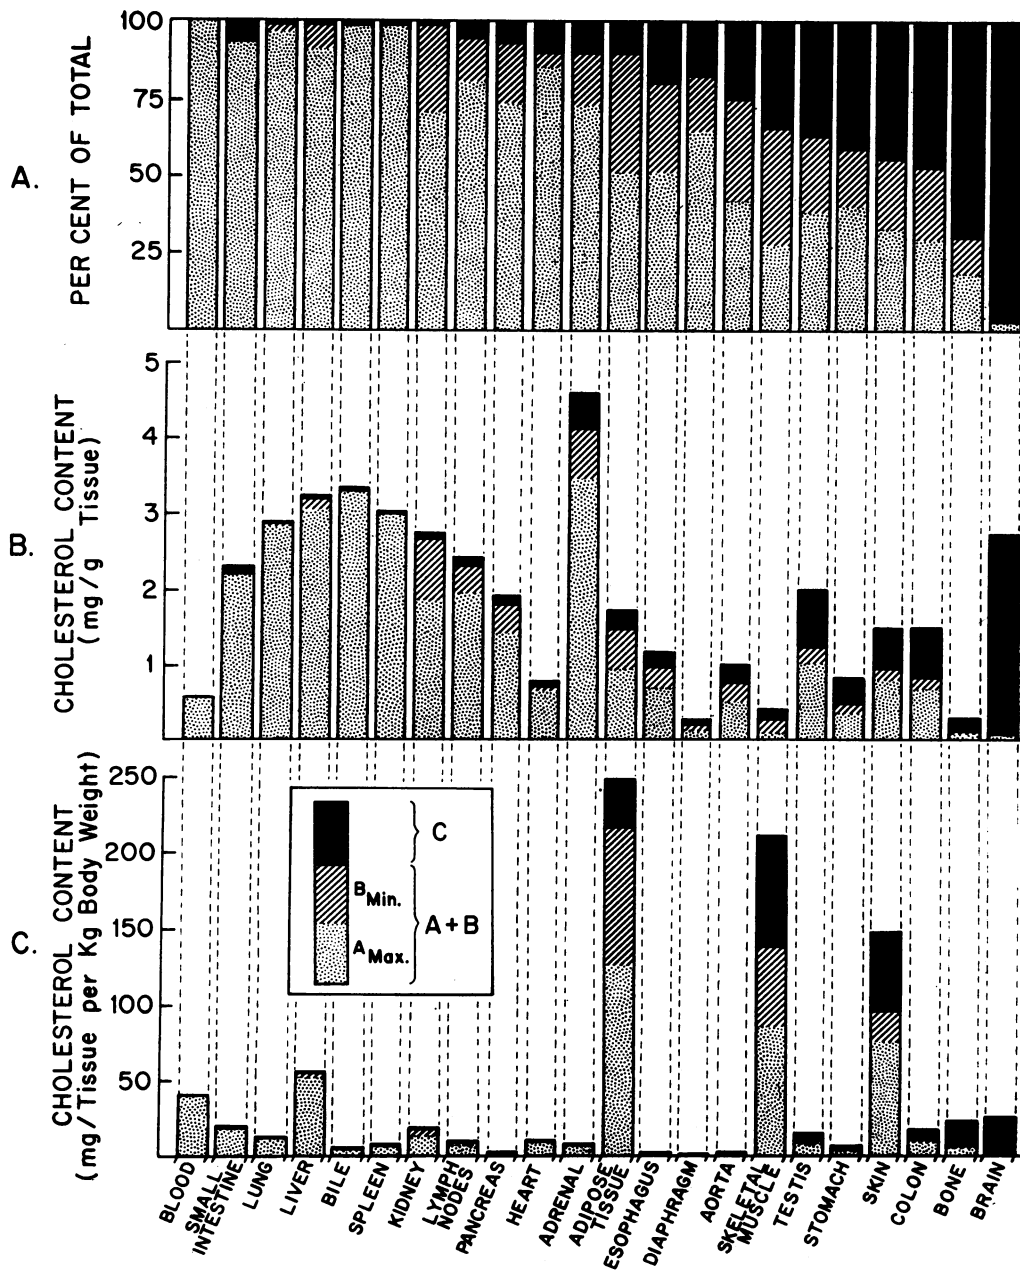 A.
PER CENT OF TOTAL
100
75
50
25
B.
CHOLESTEROL CONTENT
(mg/g Tissue)
5
4
3
2
1
C.
CHOLESTEROL CONTENT
(mg/Tissue per Kg Body Weight)
250
200
150
100
50
C
B Min.
A Max.
A+B
BLOOD
SMALL
INTESTINE
LUNG
LIVER
BILE
SPLEEN
KIDNEY
LYMPH
NODES
PANCREAS
HEART
ADRENAL
ADIPOSE
TISSUE
ESOPHAGUS
DIAPHRAGM
AORTA
SKELETAL
MUSCLE
TESTIS
STOMACH
SKIN
COLON
BONE
BRAIN